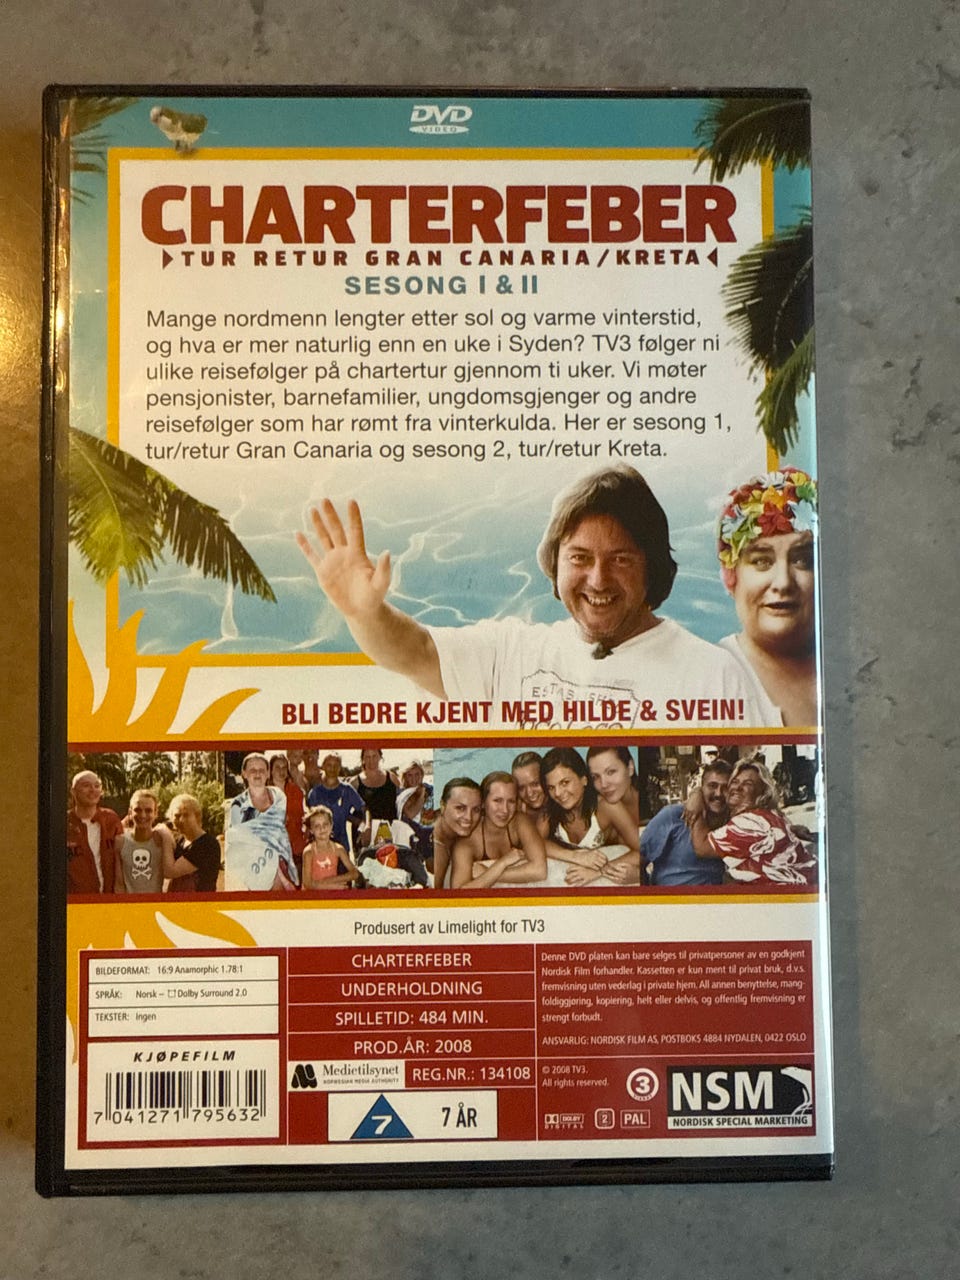 DVD
VIDEO
CHARTERFEBER
TUR RETUR GRAN CANARIA/KRETA
SESONG I & II
Mange nordmenn lengter etter sol og varme vinterstid,
og hva er mer naturlig enn en uke i Syden? TV3 følger ni
ulike reisefølger på chartertur gjennom ti uker. Vi møter
pensjonister, barnefamilier, ungdomsgjenger og andre
reisefølger som har rømt fra vinterkulda. Her er sesong 1,
tur/retur Gran Canaria og sesong 2, tur/retur Kreta.
BLI BEDRE KJENT MED HILDE & SVEIN!
Produsert av Limelight for TV3
BILDEFORMAT: 16:9 Anamorphic 1.78:1
SPRÅK: Norsk – Dolby Surround 2.0
TEKSTER: Ingen
KJØPEFILM
7 041271 795632
CHARTERFEBER
UNDERHOLDNING
SPILLETID: 484 MIN.
PROD.ÅR: 2008
Medietilsynet
NORWEGIAN MEDIA AUTHORITY
REG.NR.: 134108
7
7 ÅR
Denne DVD platen kan bare selges til privatpersoner av en godkjent
Nordisk Film forhandler. Kassetten er kun ment til privat bruk, d.v.s.
fremvisning uten vederlag i private hjem. All annen benyttelse, mang-
foldiggjøring, kopiering, helt eller delvis, og offentlig fremvisning er
strengt forbudt.
ANSVARLIG: NORDISK FILM AS, POSTBOKS 4884 NYDALEN, 0422 OSLO
© 2008 TV3.
All rights reserved.
3
DOLBY
DIGITAL
2
PAL
NSM
NORDISK SPECIAL MARKETING